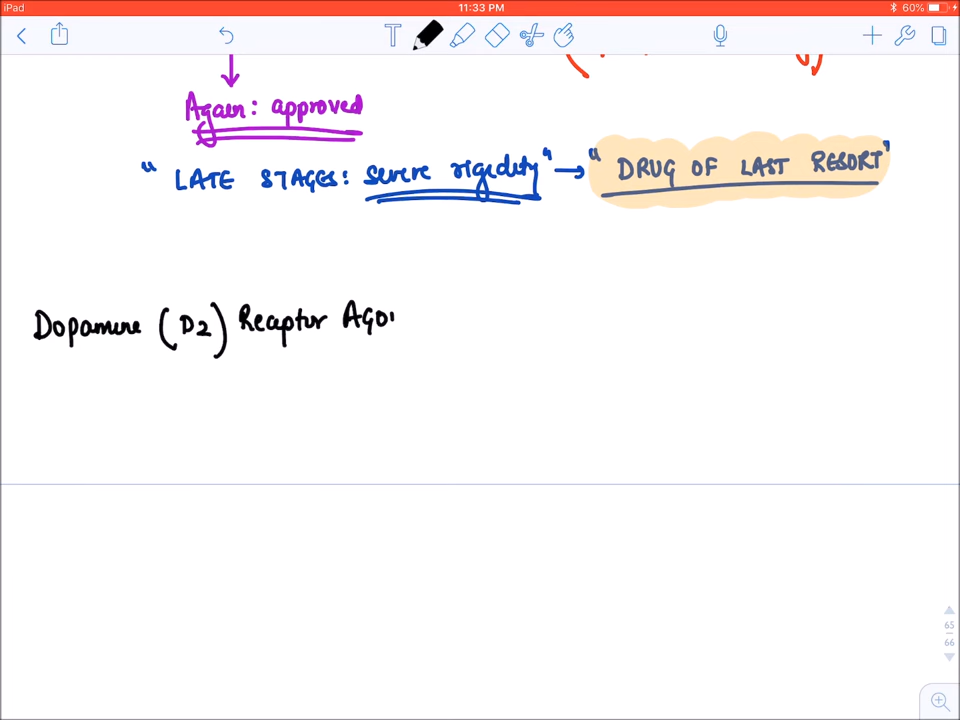 iPad 11:33 PM 60%
T
Again: approved
" LATE STAGES: severe rigidity" → " DRUG OF LAST RESORT"
Dopamine (D2) Receptor Ago
65
66